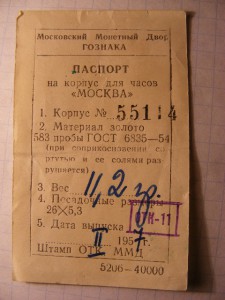 Московский Монетный Двор
ГОЗНАКА
ПАСПОРТ
на корпус для часов
«МОСКВА»
1. Корпус № 55114
2. Материал золото
583 пробы ГОСТ 6835—54
(при соприкосновении с
ртутью и ее солями раз-
рушается)
3. Вес 11,2 гр.
4. Посадочные размеры
26×5,3
ОТК-11
5. Дата выпуска
II 1957 г.
Штамп ОТК ММД
5206-40000